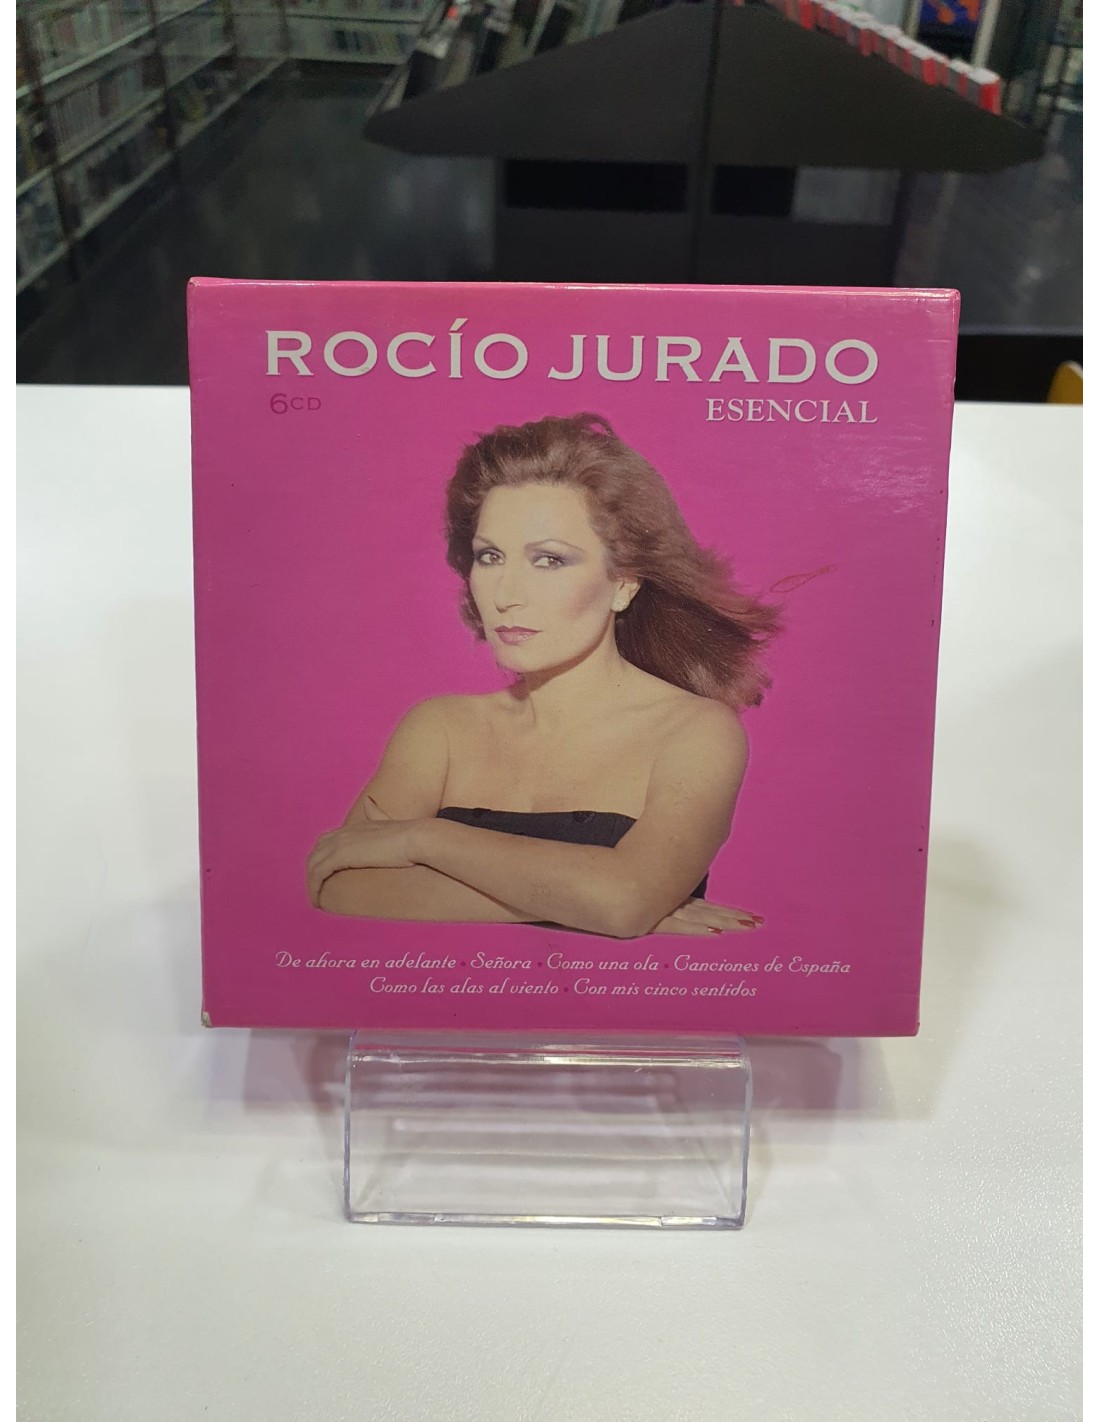 ROCÍO JURADO
6CD
ESENCIAL
De ahora en adelante • Señora • Como una ola • Canciones de España
Como las alas al viento • Con mis cinco sentidos